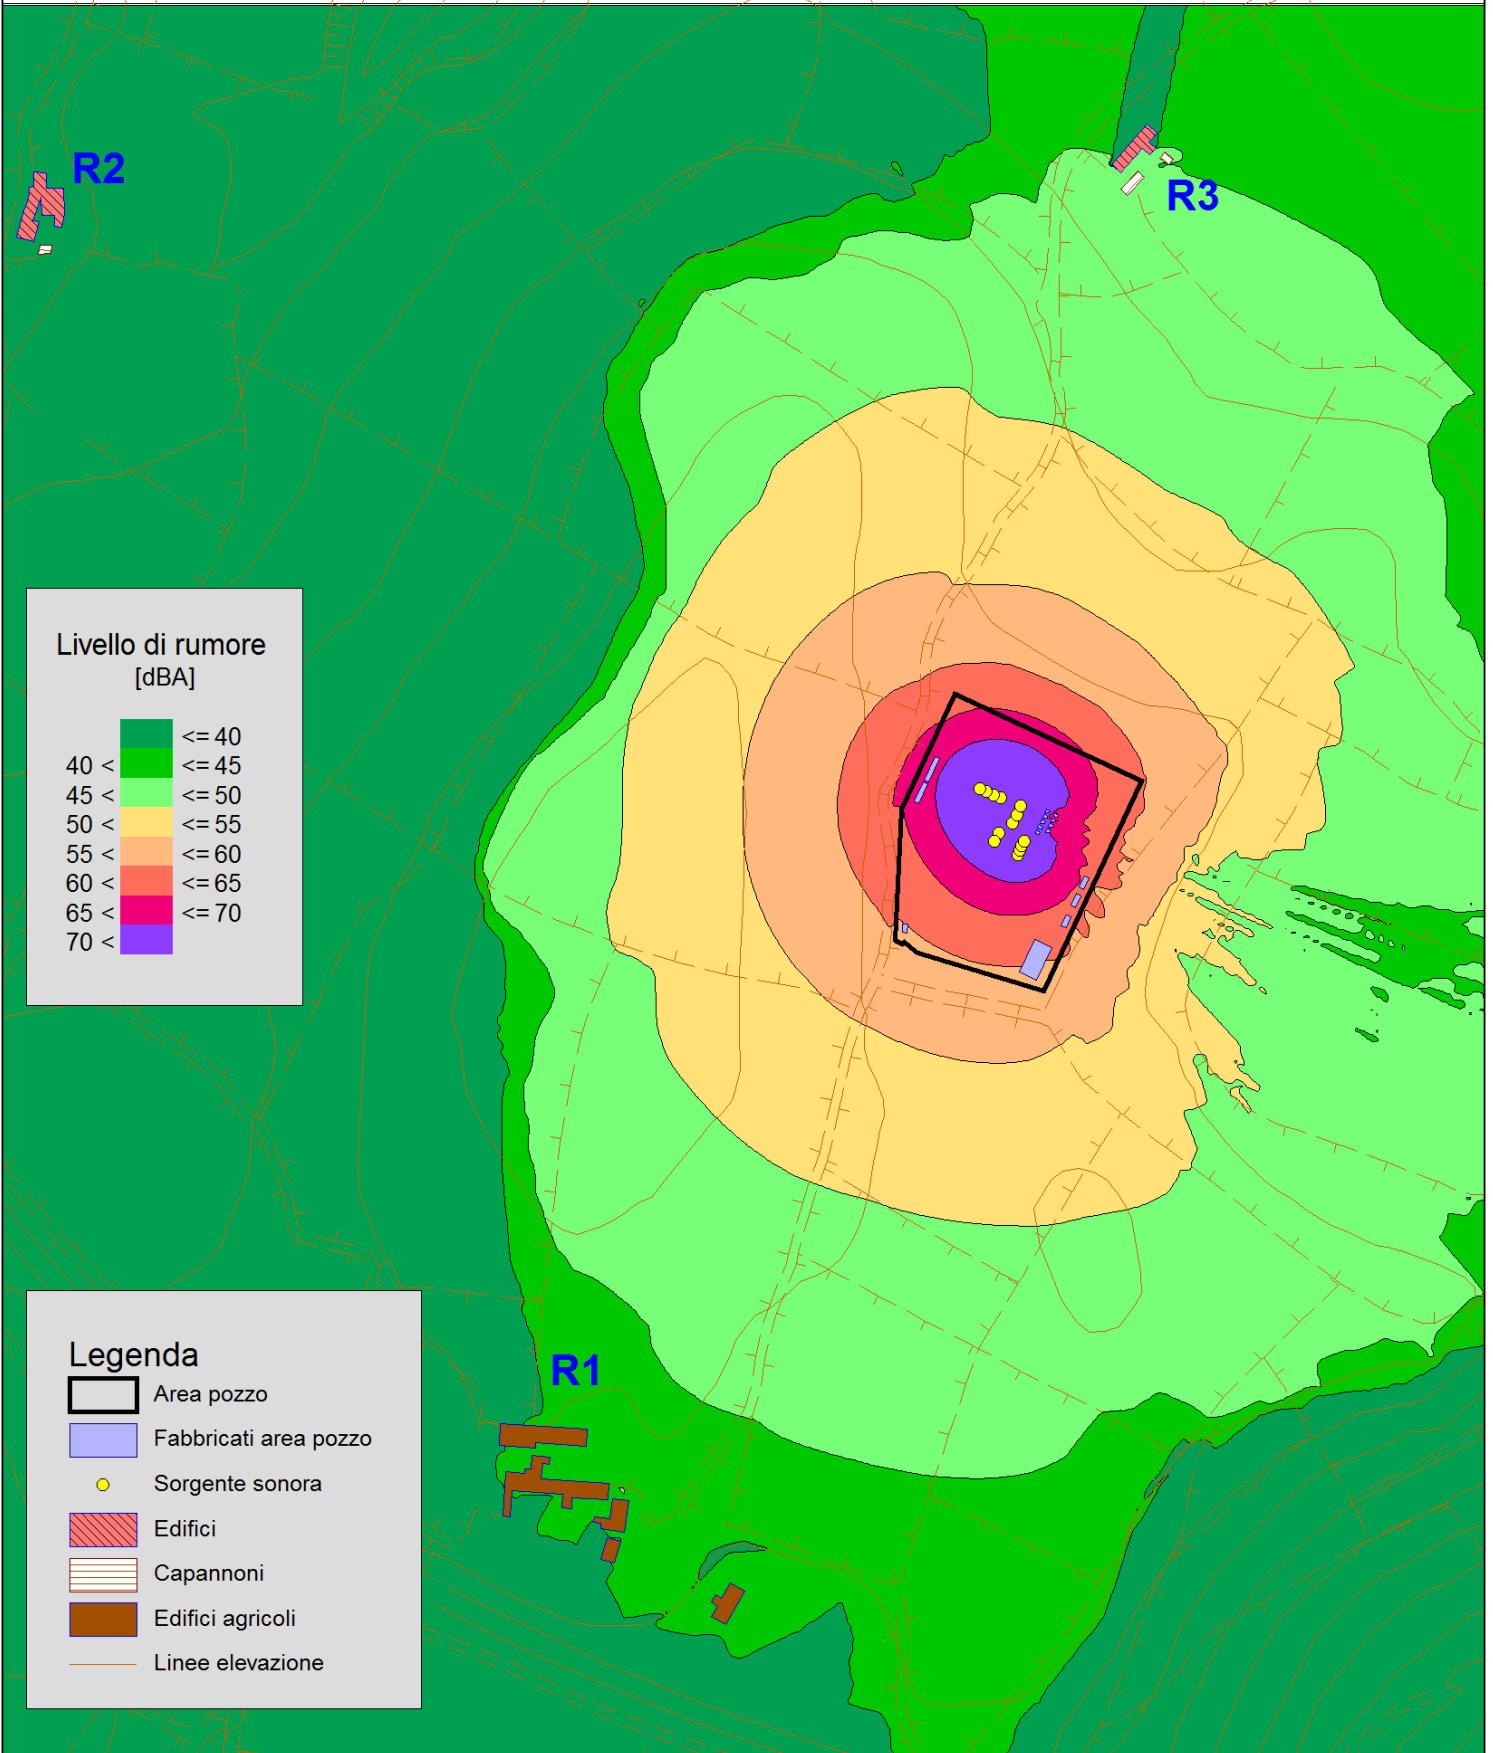 R2
R3
Livello di rumore
[dBA]
<= 40
40 < <= 45
45 < <= 50
50 < <= 55
55 < <= 60
60 < <= 65
65 < <= 70
70 <
R1
Legenda
Area pozzo
Fabbricati area pozzo
Sorgente sonora
Edifici
Capannoni
Edifici agricoli
Linee elevazione